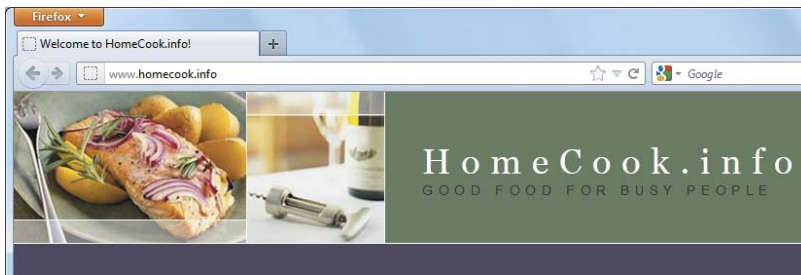 Firefox
Welcome to HomeCook.info!
www.homecook.info
Google
HomeCook.info
GOOD FOOD FOR BUSY PEOPLE